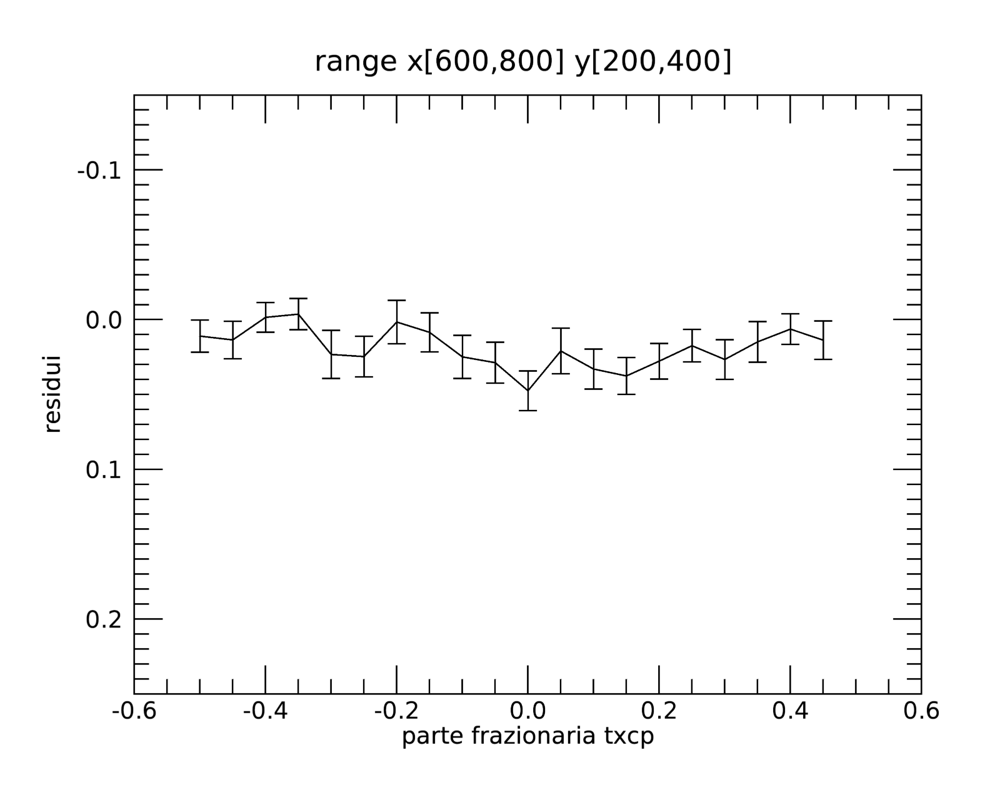 range x[600,800] y[200,400]
-0.1
0.0
0.1
0.2
residui
-0.6 -0.4 -0.2 0.0 0.2 0.4 0.6
parte frazionaria txcp